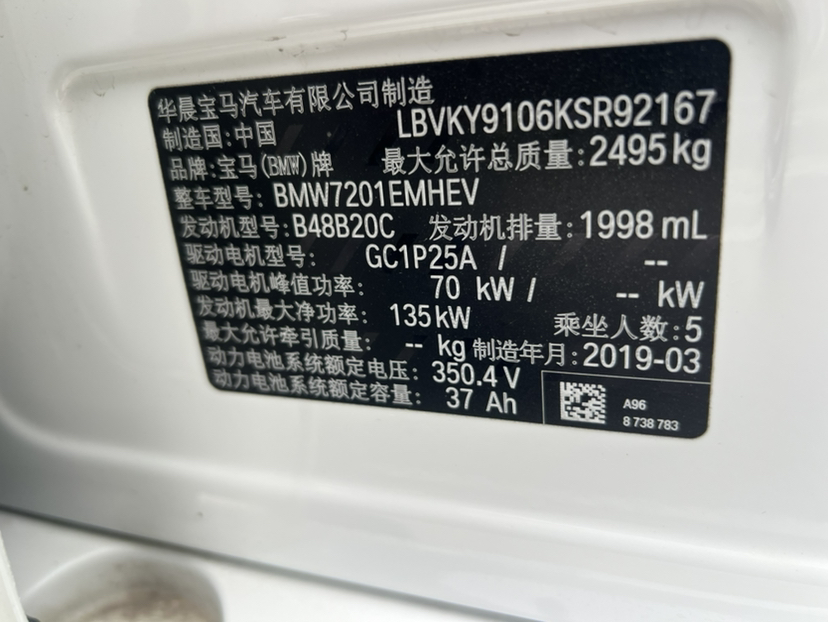 华晨宝马汽车有限公司制造
制造国:中国 LBVKY9106KSR92167
品牌:宝马(BMW)牌 最大允许总质量:2495kg
整车型号: BMW7201EMHEV
发动机型号:B48B20C 发动机排量:1998 mL
驱动电机型号: GC1P25A / --
驱动电机峰值功率: 70 kW / -- kW
发动机最大净功率: 135kW 乘坐人数:5
最大允许牵引质量: -- kg 制造年月:2019-03
动力电池系统额定电压: 350.4 V
动力电池系统额定容量: 37 Ah
A96
8 738 783